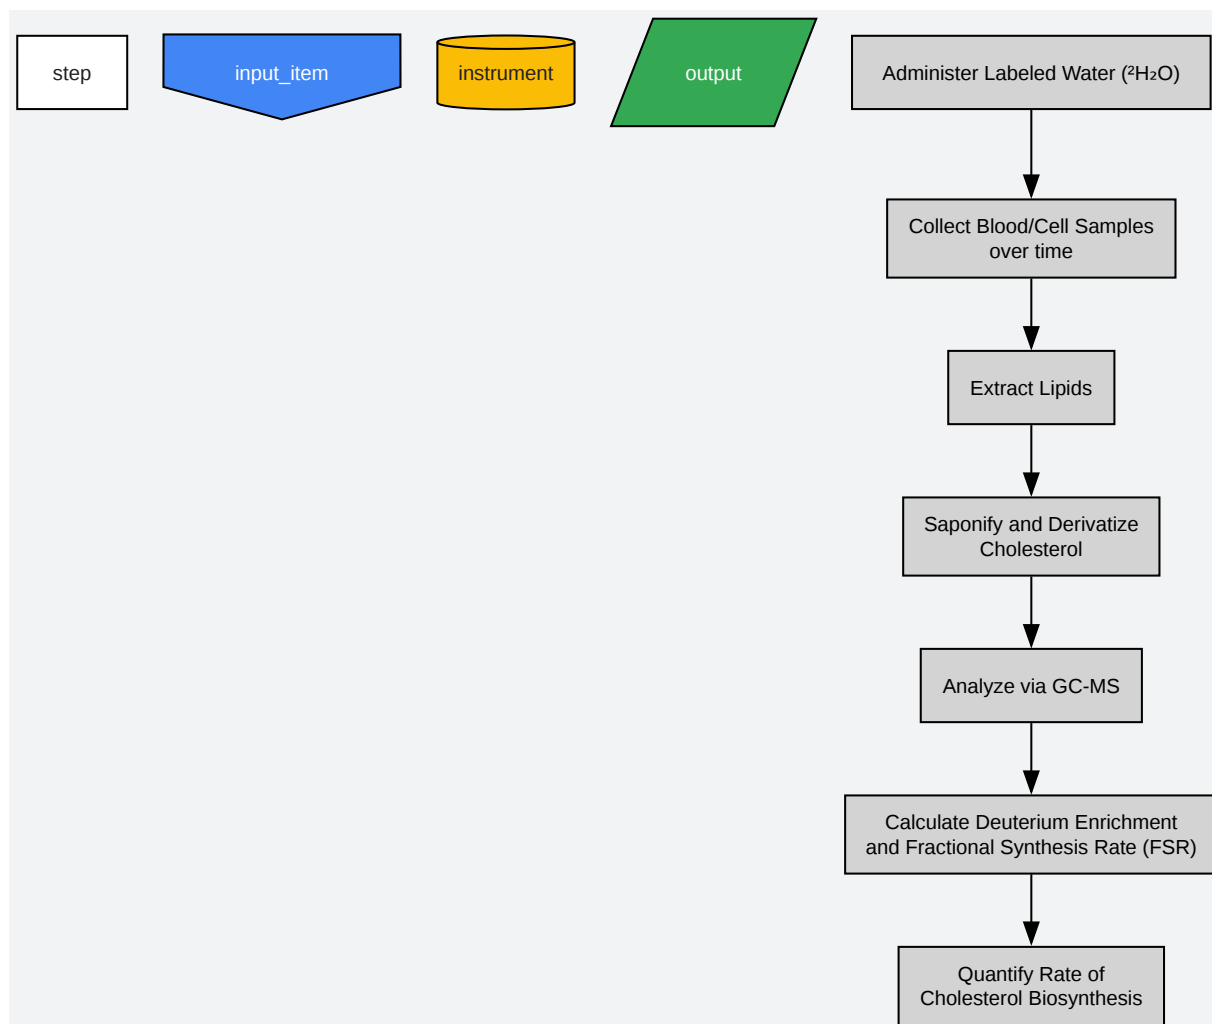 step
input_item
instrument
output
Administer Labeled Water (²H₂O)
Collect Blood/Cell Samples
over time
Extract Lipids
Saponify and Derivatize
Cholesterol
Analyze via GC-MS
Calculate Deuterium Enrichment
and Fractional Synthesis Rate (FSR)
Quantify Rate of
Cholesterol Biosynthesis